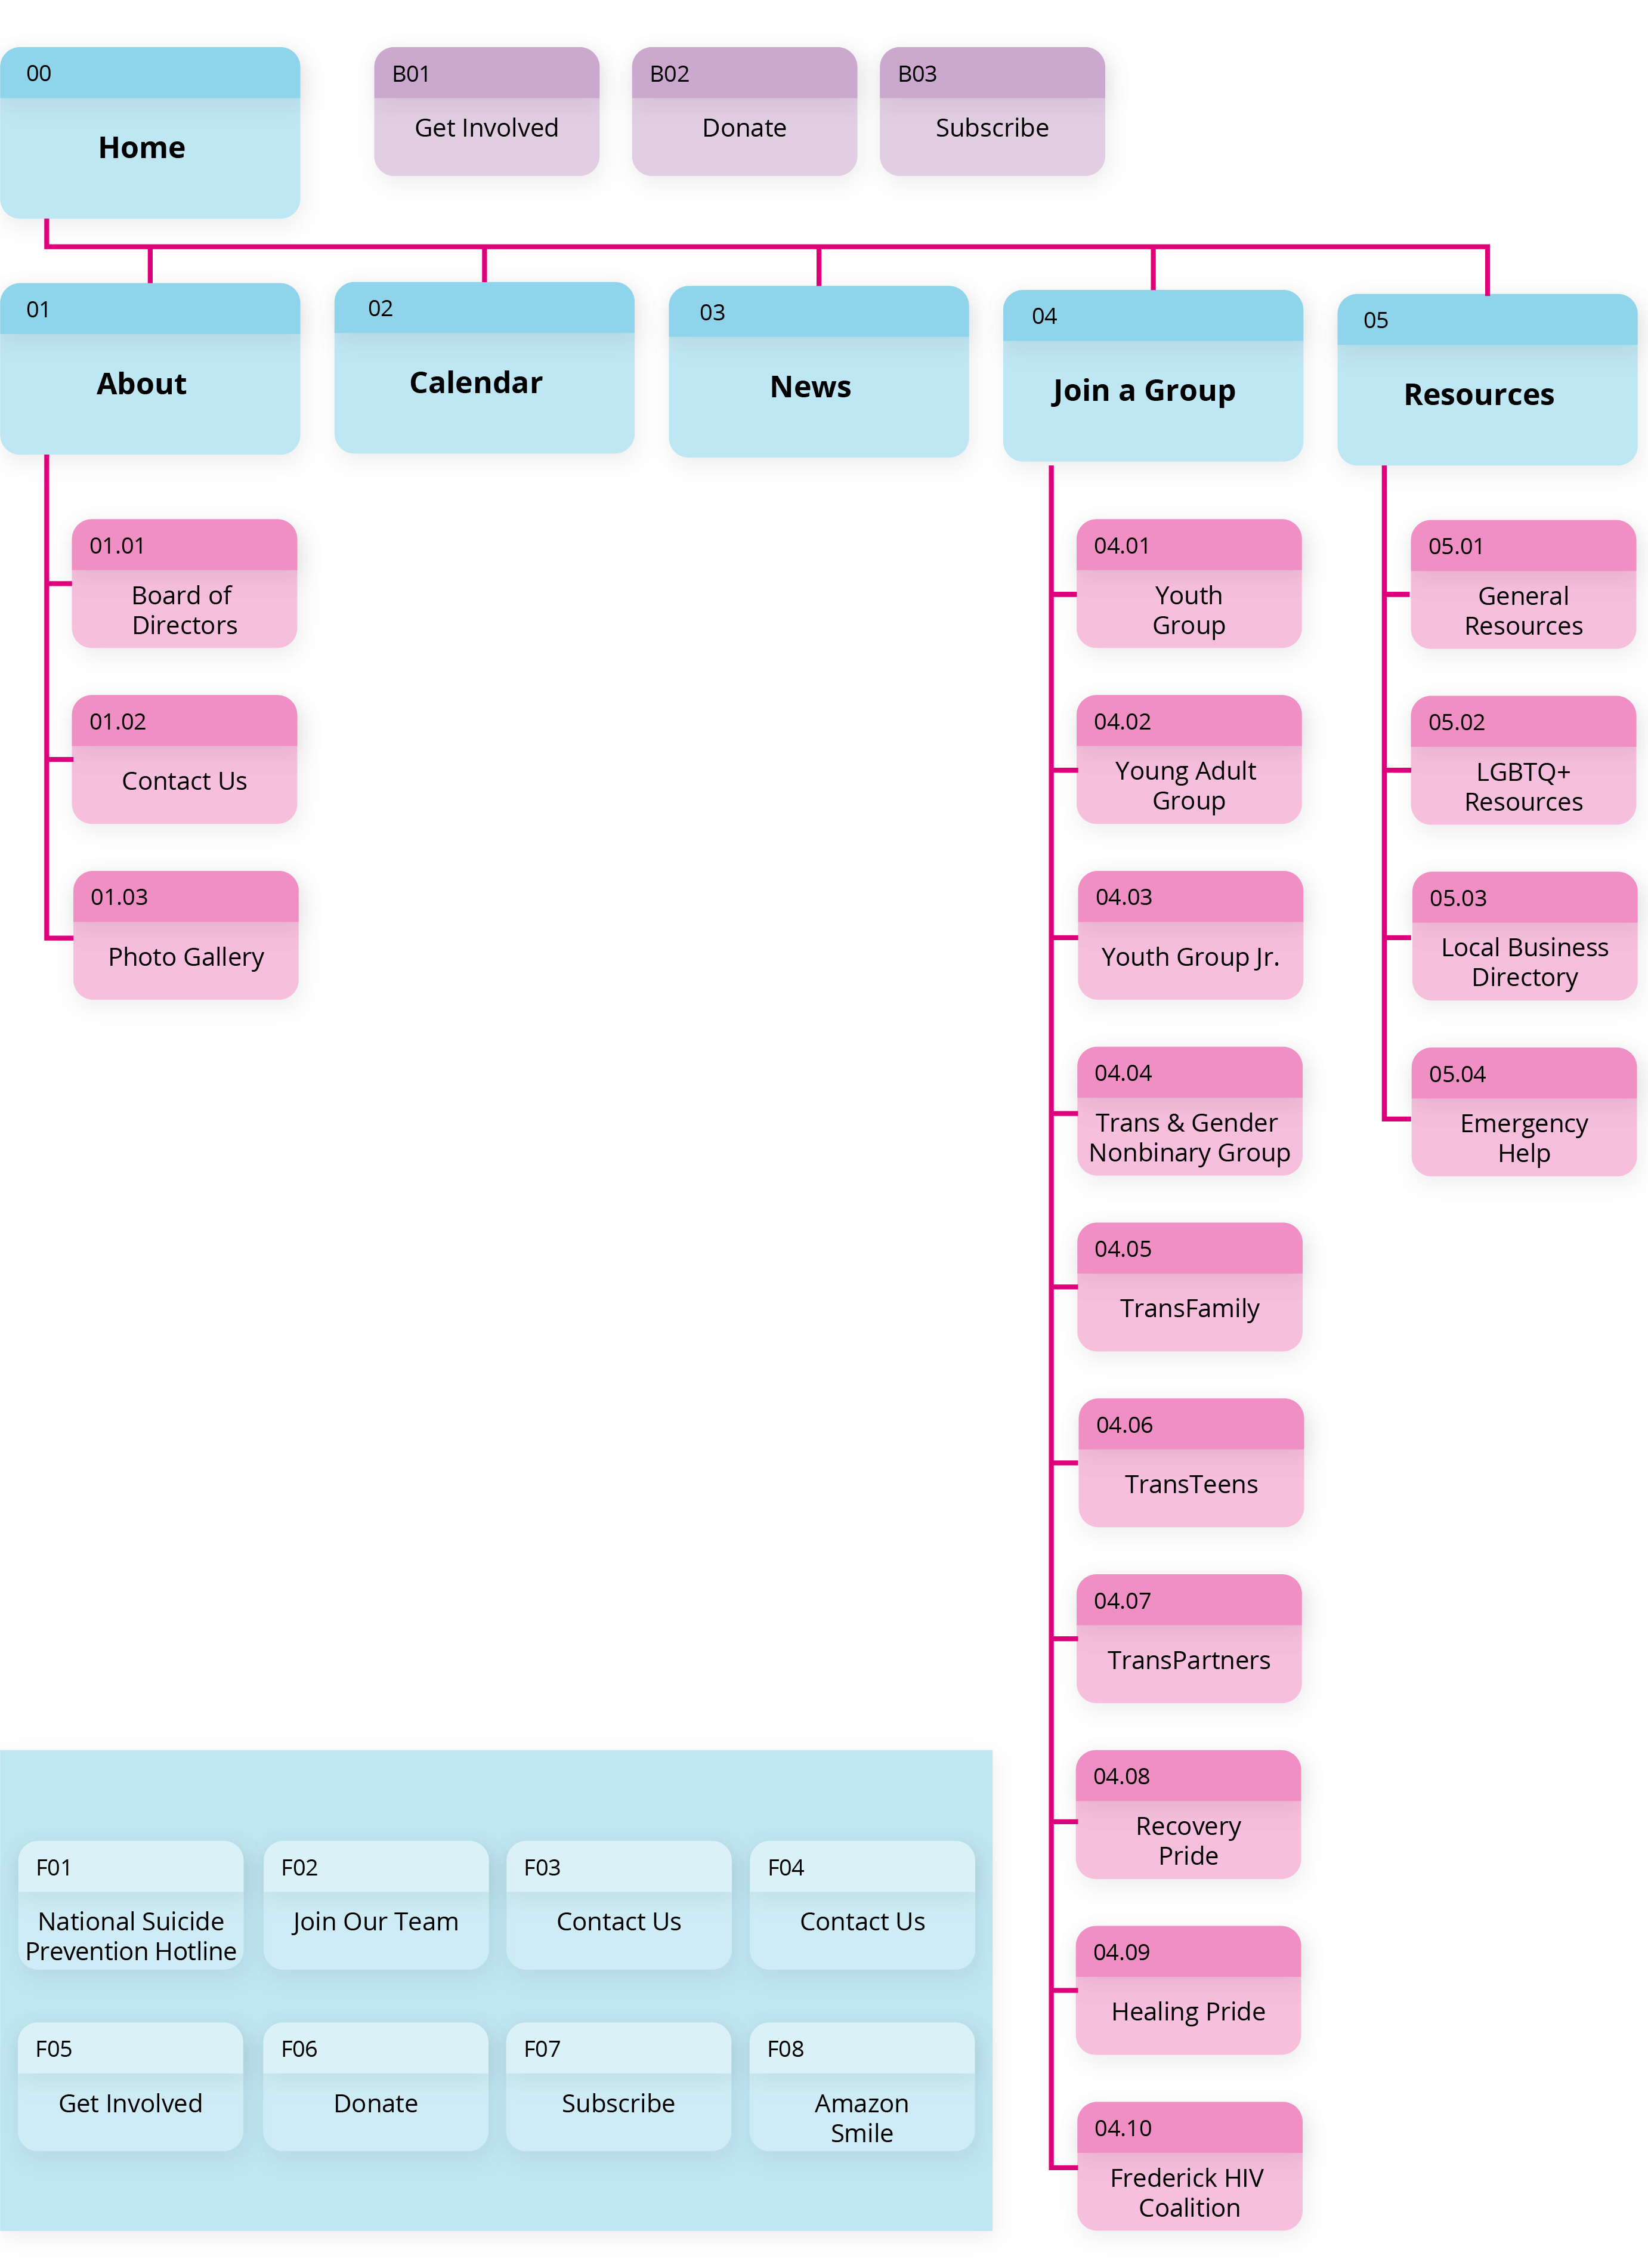 00
Home
B01
Get Involved
B02
Donate
B03
Subscribe
01
About
02
Calendar
03
News
04
Join a Group
05
Resources
01.01
Board of
Directors
01.02
Contact Us
01.03
Photo Gallery
04.01
Youth
Group
04.02
Young Adult
Group
04.03
Youth Group Jr.
04.04
Trans & Gender
Nonbinary Group
04.05
TransFamily
04.06
TransTeens
04.07
TransPartners
04.08
Recovery
Pride
04.09
Healing Pride
04.10
Frederick HIV
Coalition
05.01
General
Resources
05.02
LGBTQ+
Resources
05.03
Local Business
Directory
05.04
Emergency
Help
F01
National Suicide
Prevention Hotline
F02
Join Our Team
F03
Contact Us
F04
Contact Us
F05
Get Involved
F06
Donate
F07
Subscribe
F08
Amazon
Smile